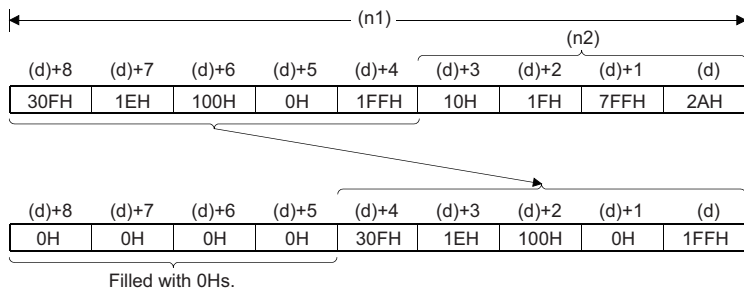 (n1)
(n2)
(d)+8 (d)+7 (d)+6 (d)+5 (d)+4 (d)+3 (d)+2 (d)+1 (d)
30FH 1EH 100H 0H 1FFH 10H 1FH 7FFH 2AH
(d)+8 (d)+7 (d)+6 (d)+5 (d)+4 (d)+3 (d)+2 (d)+1 (d)
0H 0H 0H 0H 30FH 1EH 100H 0H 1FFH
Filled with 0Hs.